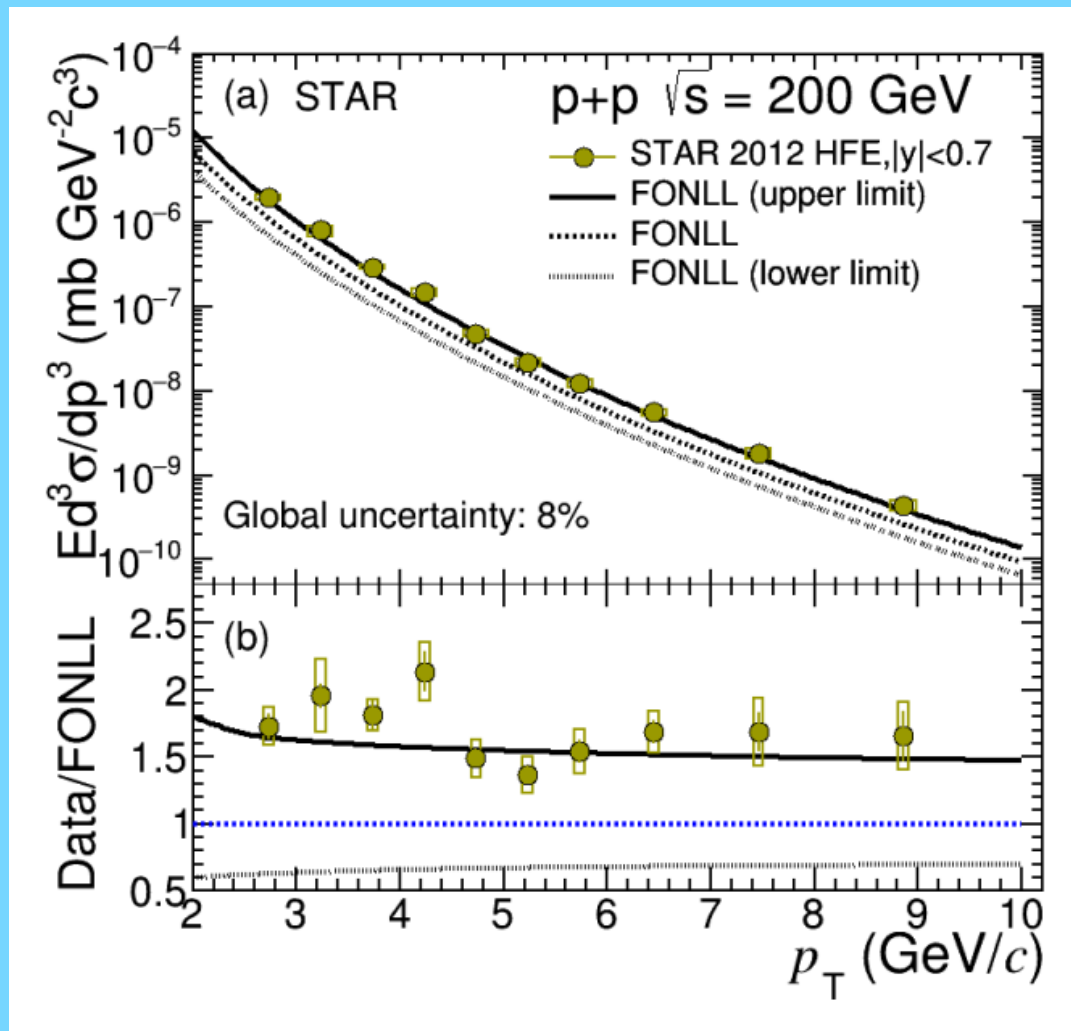 (a) STAR
p+p √s = 200 GeV
STAR 2012 HFE,|y|<0.7
FONLL (upper limit)
FONLL
FONLL (lower limit)
Global uncertainty: 8%
Ed³σ/dp³ (mb GeV⁻²c³)
10⁻⁴
10⁻⁵
10⁻⁶
10⁻⁷
10⁻⁸
10⁻⁹
10⁻¹⁰
(b)
Data/FONLL
2.5
2
1.5
1
0.5
2 3 4 5 6 7 8 9 10
p_T (GeV/c)